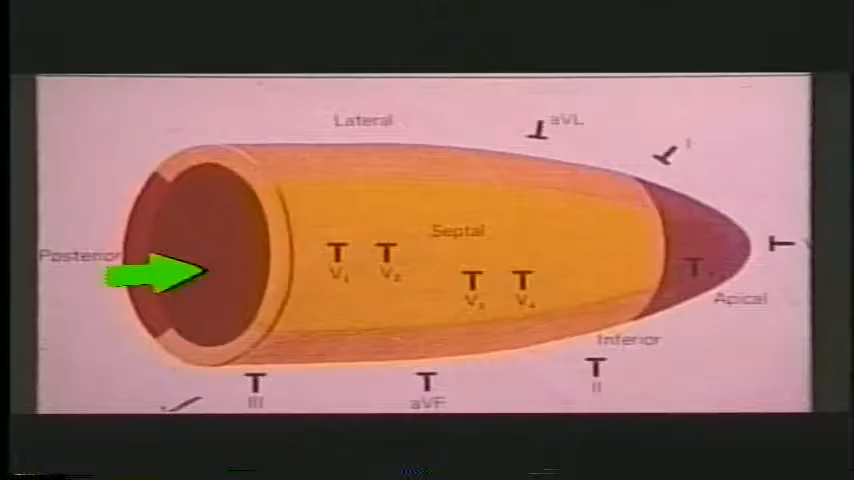 Lateral
aVL
I
Septal
Posterior
V1 V2
V3 V4
Apical
Inferior
III
aVF
II